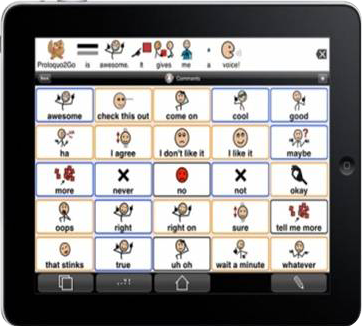 Proloquo2Go is awesome. It gives me a voice!
Comments
awesome check this out come on cool good
ha I agree I don't like it I like it maybe
more never no not okay
oops right right on sure tell me more
that stinks true uh oh wait a minute whatever